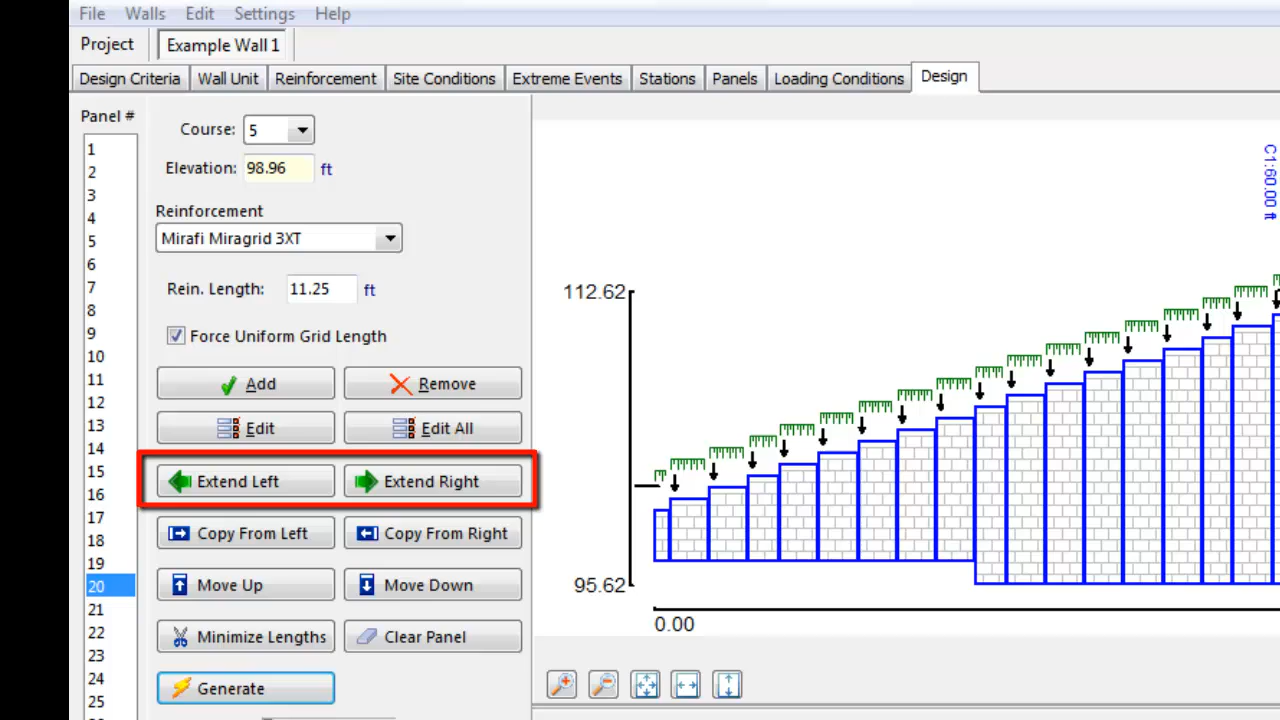 File Walls Edit Settings Help
Project Example Wall 1
Design Criteria Wall Unit Reinforcement Site Conditions Extreme Events Stations Panels Loading Conditions Design
Panel #
1
2
3
4
5
6
7
8
9
10
11
12
13
14
15
16
17
18
19
20
21
22
23
24
25
Course: 5
Elevation: 98.96 ft
Reinforcement
Mirafi Miragrid 3XT
Rein. Length: 11.25 ft
Force Uniform Grid Length
Add Remove
Edit Edit All
Extend Left Extend Right
Copy From Left Copy From Right
Move Up Move Down
Minimize Lengths Clear Panel
Generate
C1:60.00 ft
112.62
95.62
0.00